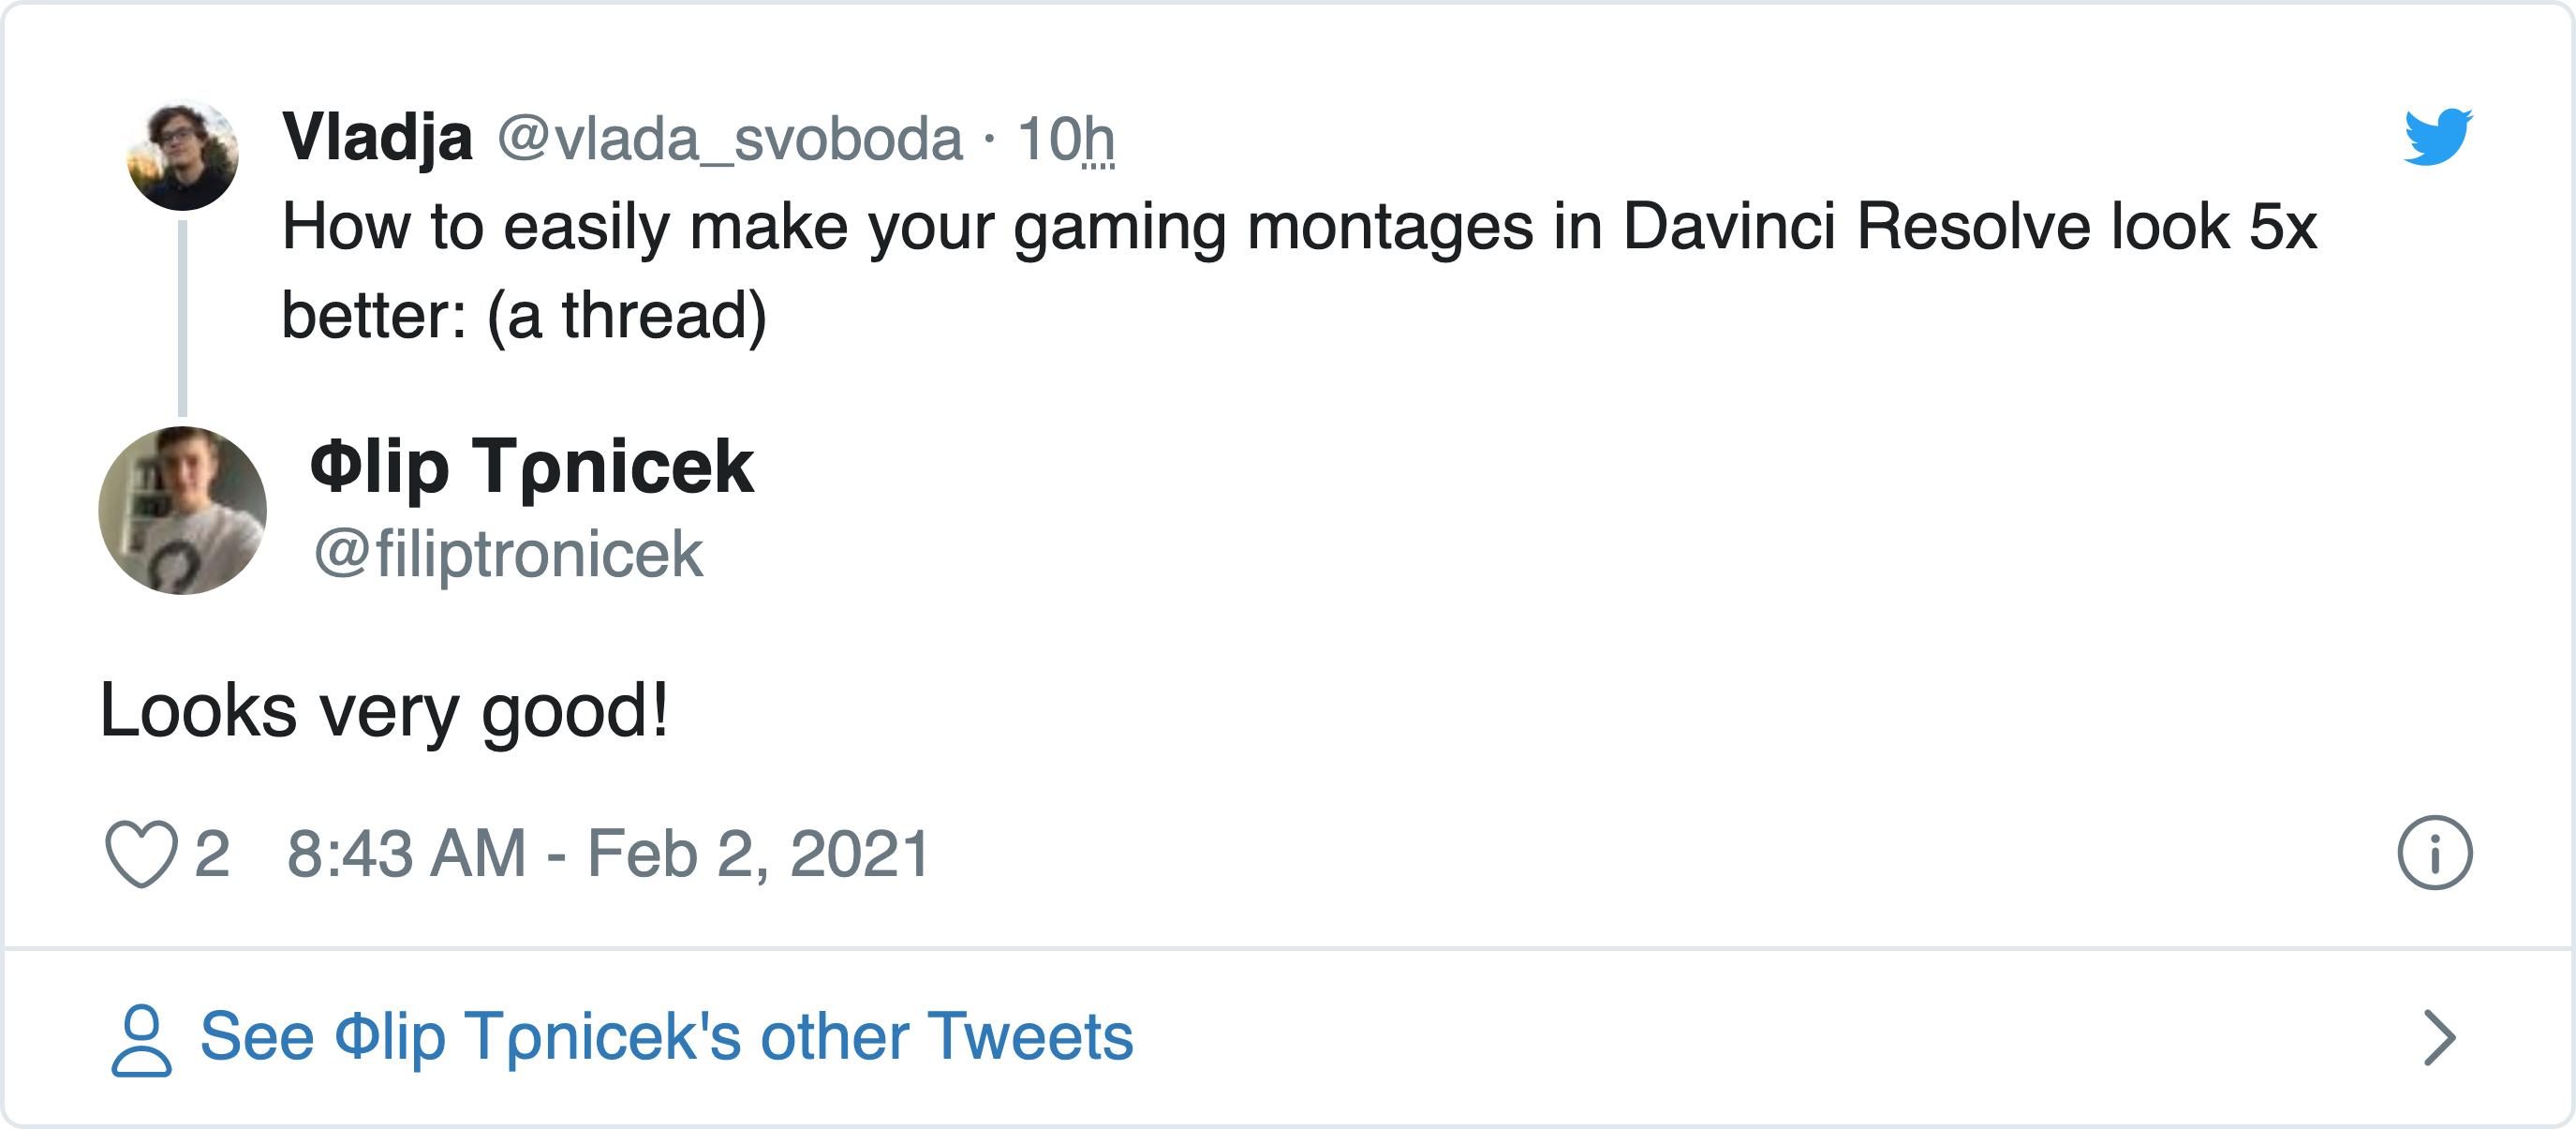 Vladja @vlada_svoboda · 10h
How to easily make your gaming montages in Davinci Resolve look 5x
better: (a thread)
Φlip Tρnicek
@filiptronicek
Looks very good!
2 8:43 AM - Feb 2, 2021
See Φlip Tρnicek's other Tweets